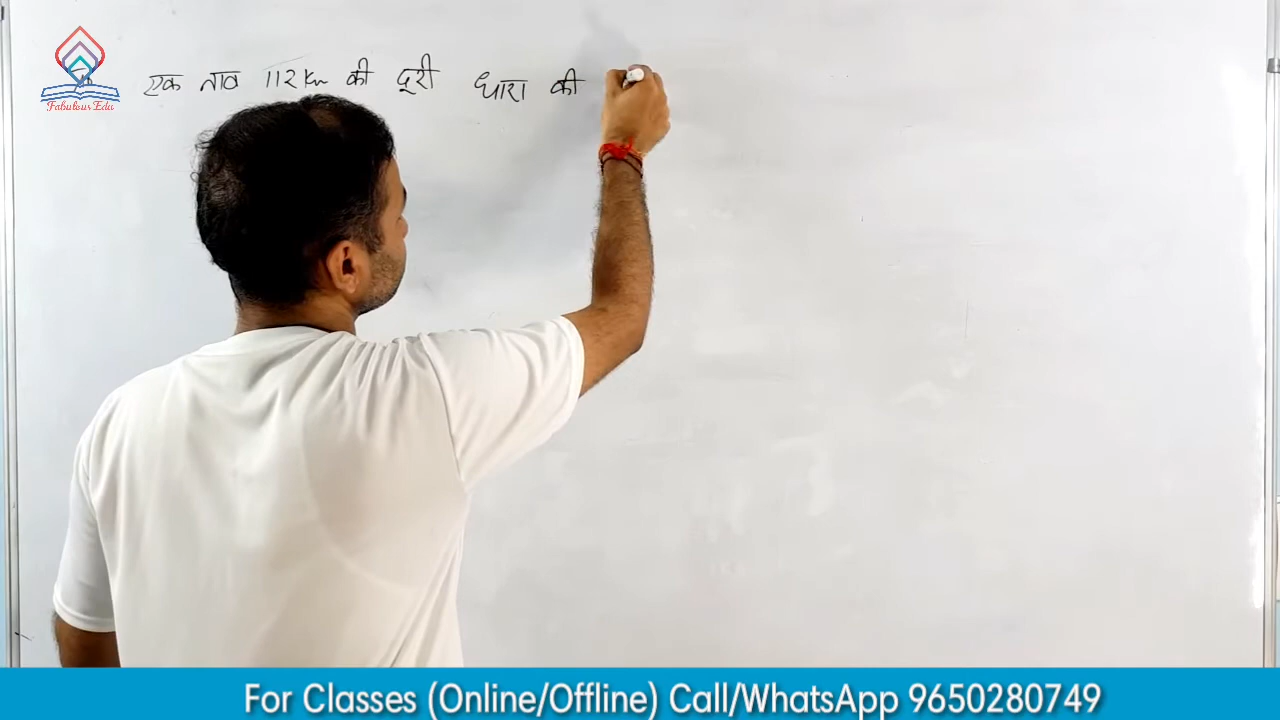 एक नाव 112 km की दूरी धारा की
Fabulous Edu
For Classes (Online/Offline) Call/WhatsApp 9650280749